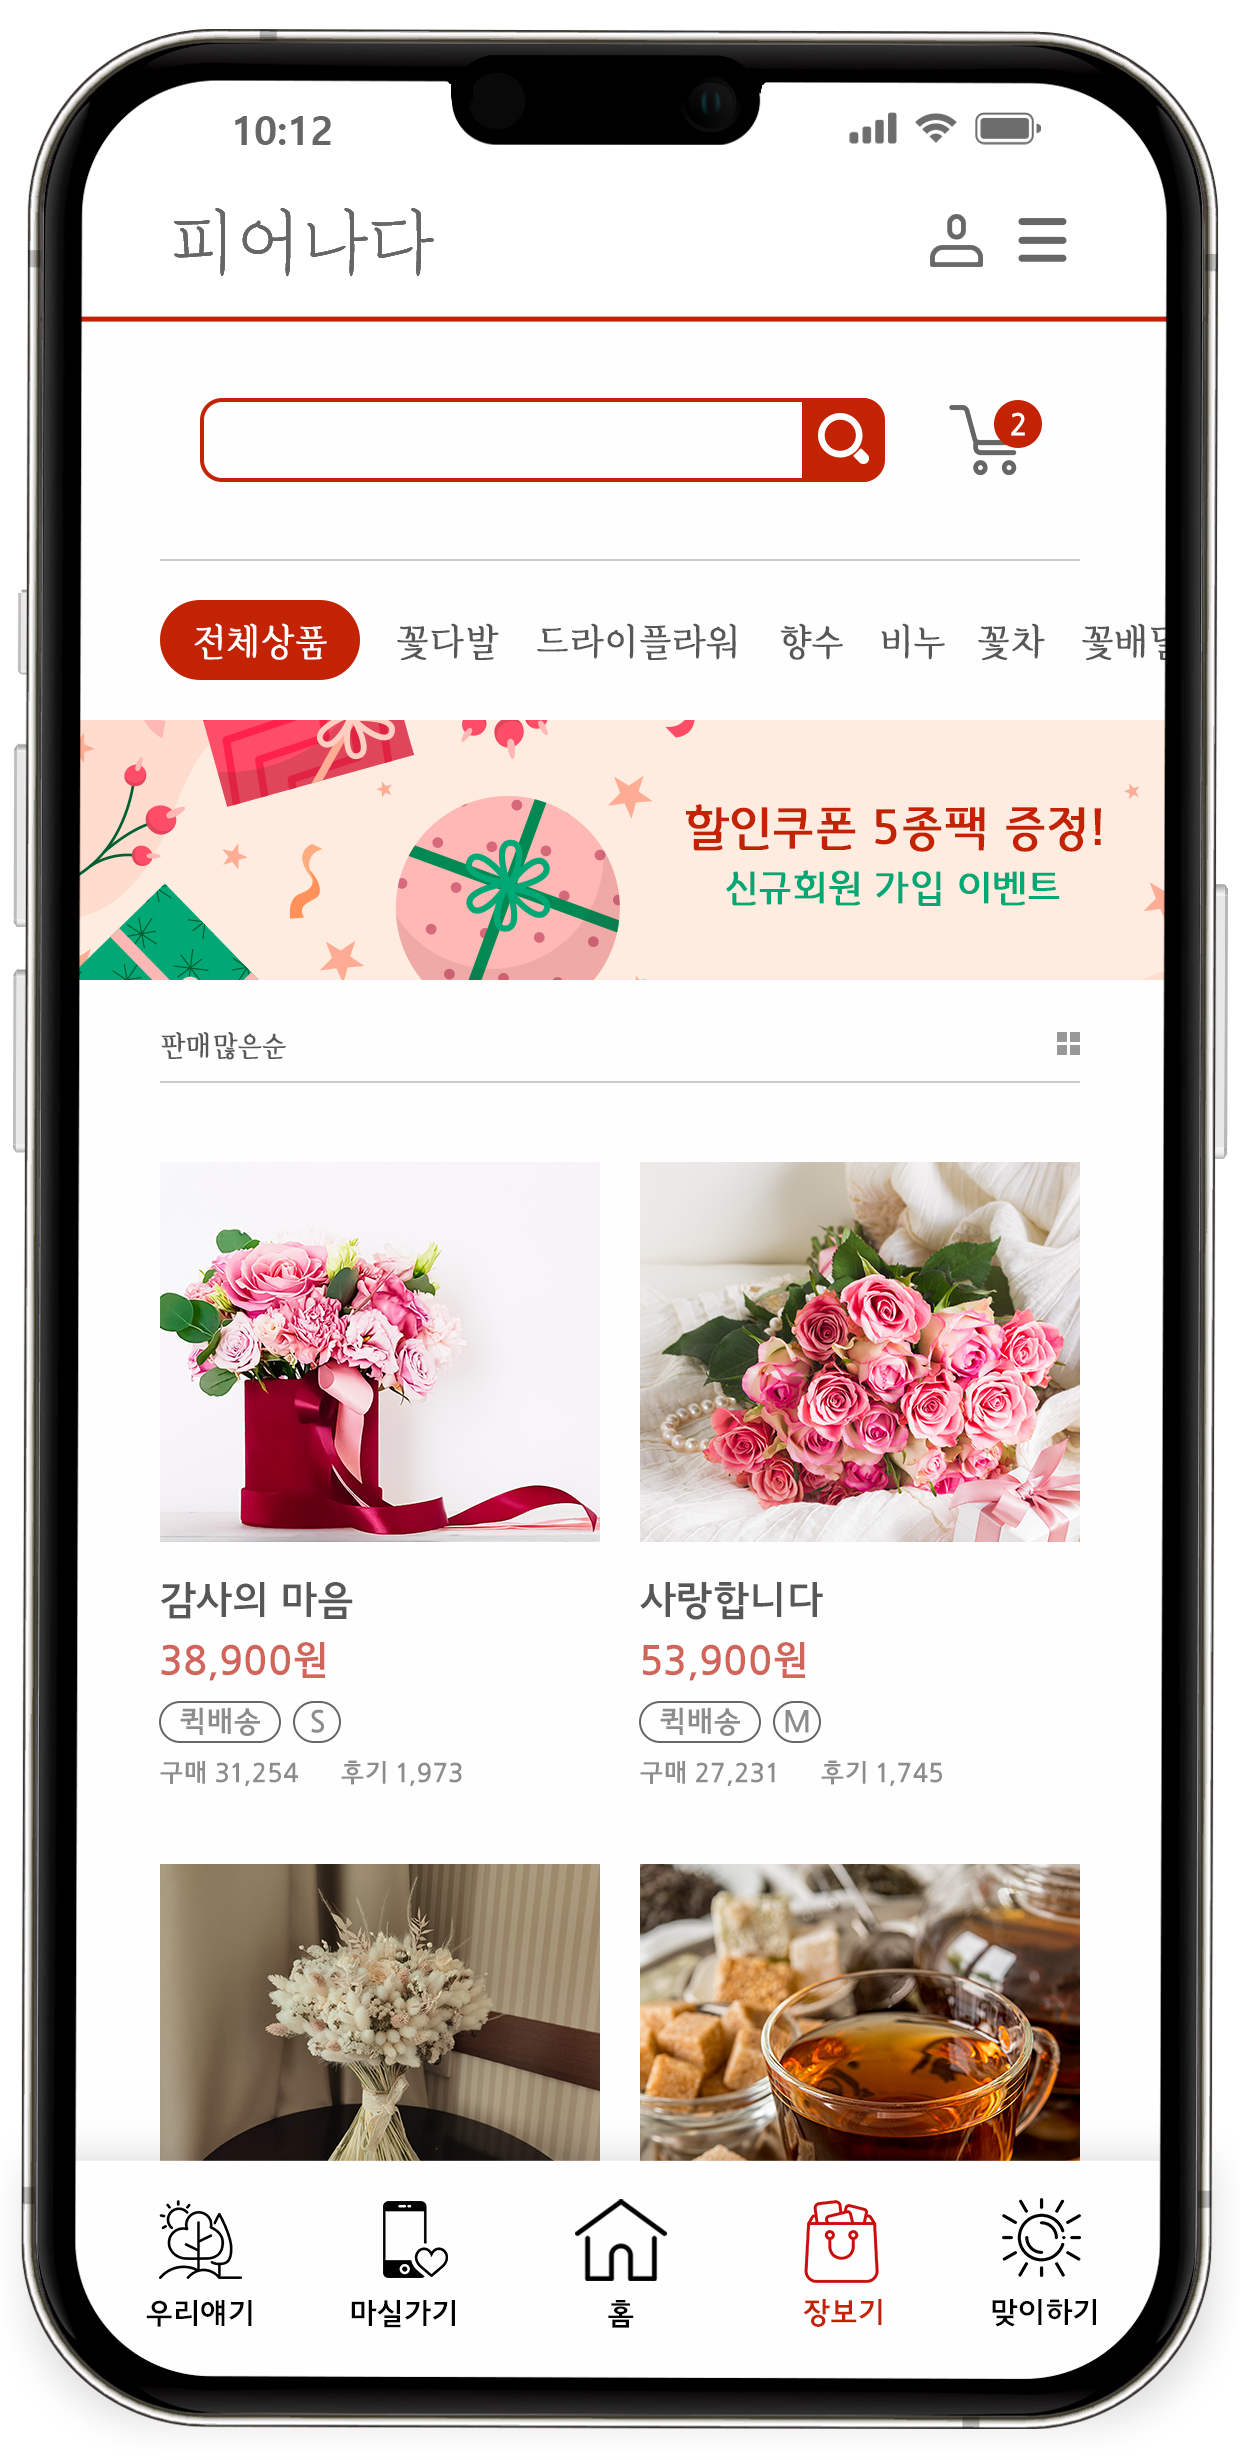 10:12
피어나다
2
전체상품 꽃다발 드라이플라워 향수 비누 꽃차 꽃배달
할인쿠폰 5종팩 증정!
신규회원 가입 이벤트
판매많은순
감사의 마음
38,900원
퀵배송 S
구매 31,254 후기 1,973
사랑합니다
53,900원
퀵배송 M
구매 27,231 후기 1,745
우리얘기 마실가기 홈 장보기 맞이하기